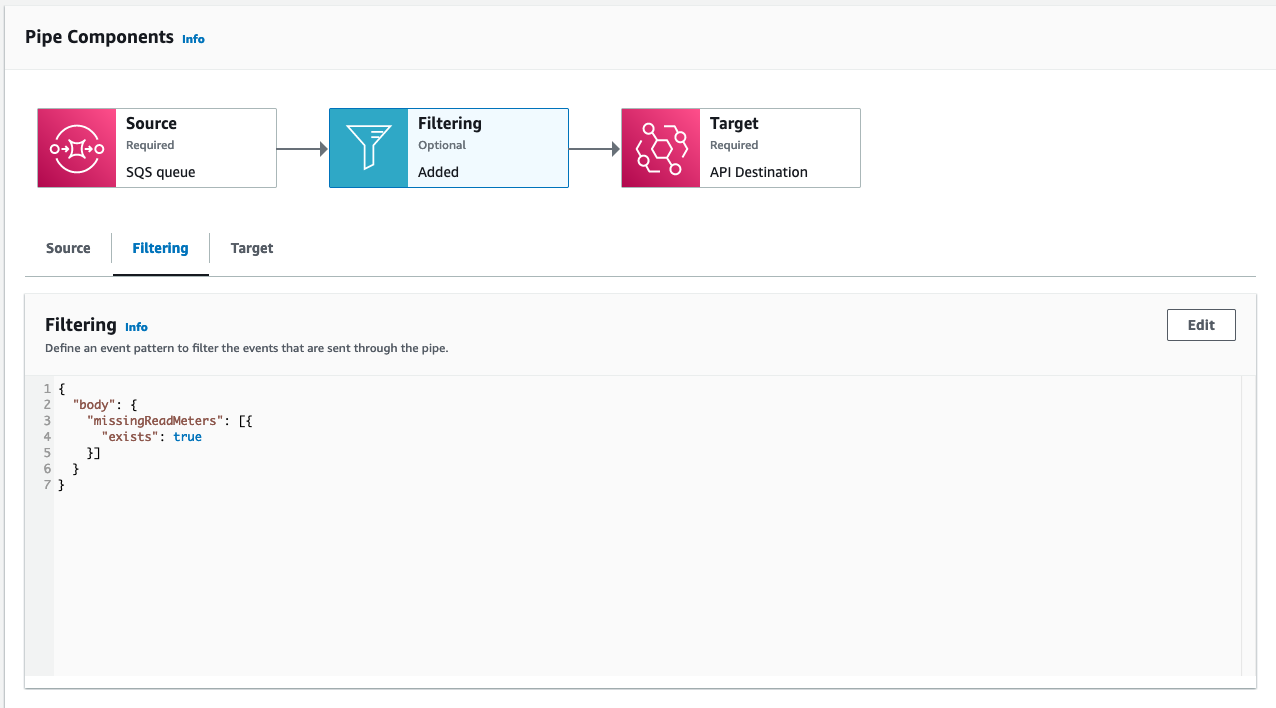 Pipe Components Info
Source
Required
SQS queue
Filtering
Optional
Added
Target
Required
API Destination
Source
Filtering
Target
Filtering Info
Edit
Define an event pattern to filter the events that are sent through the pipe.
1 {
2   "body": {
3     "missingReadMeters": [{
4       "exists": true
5     }]
6   }
7 }